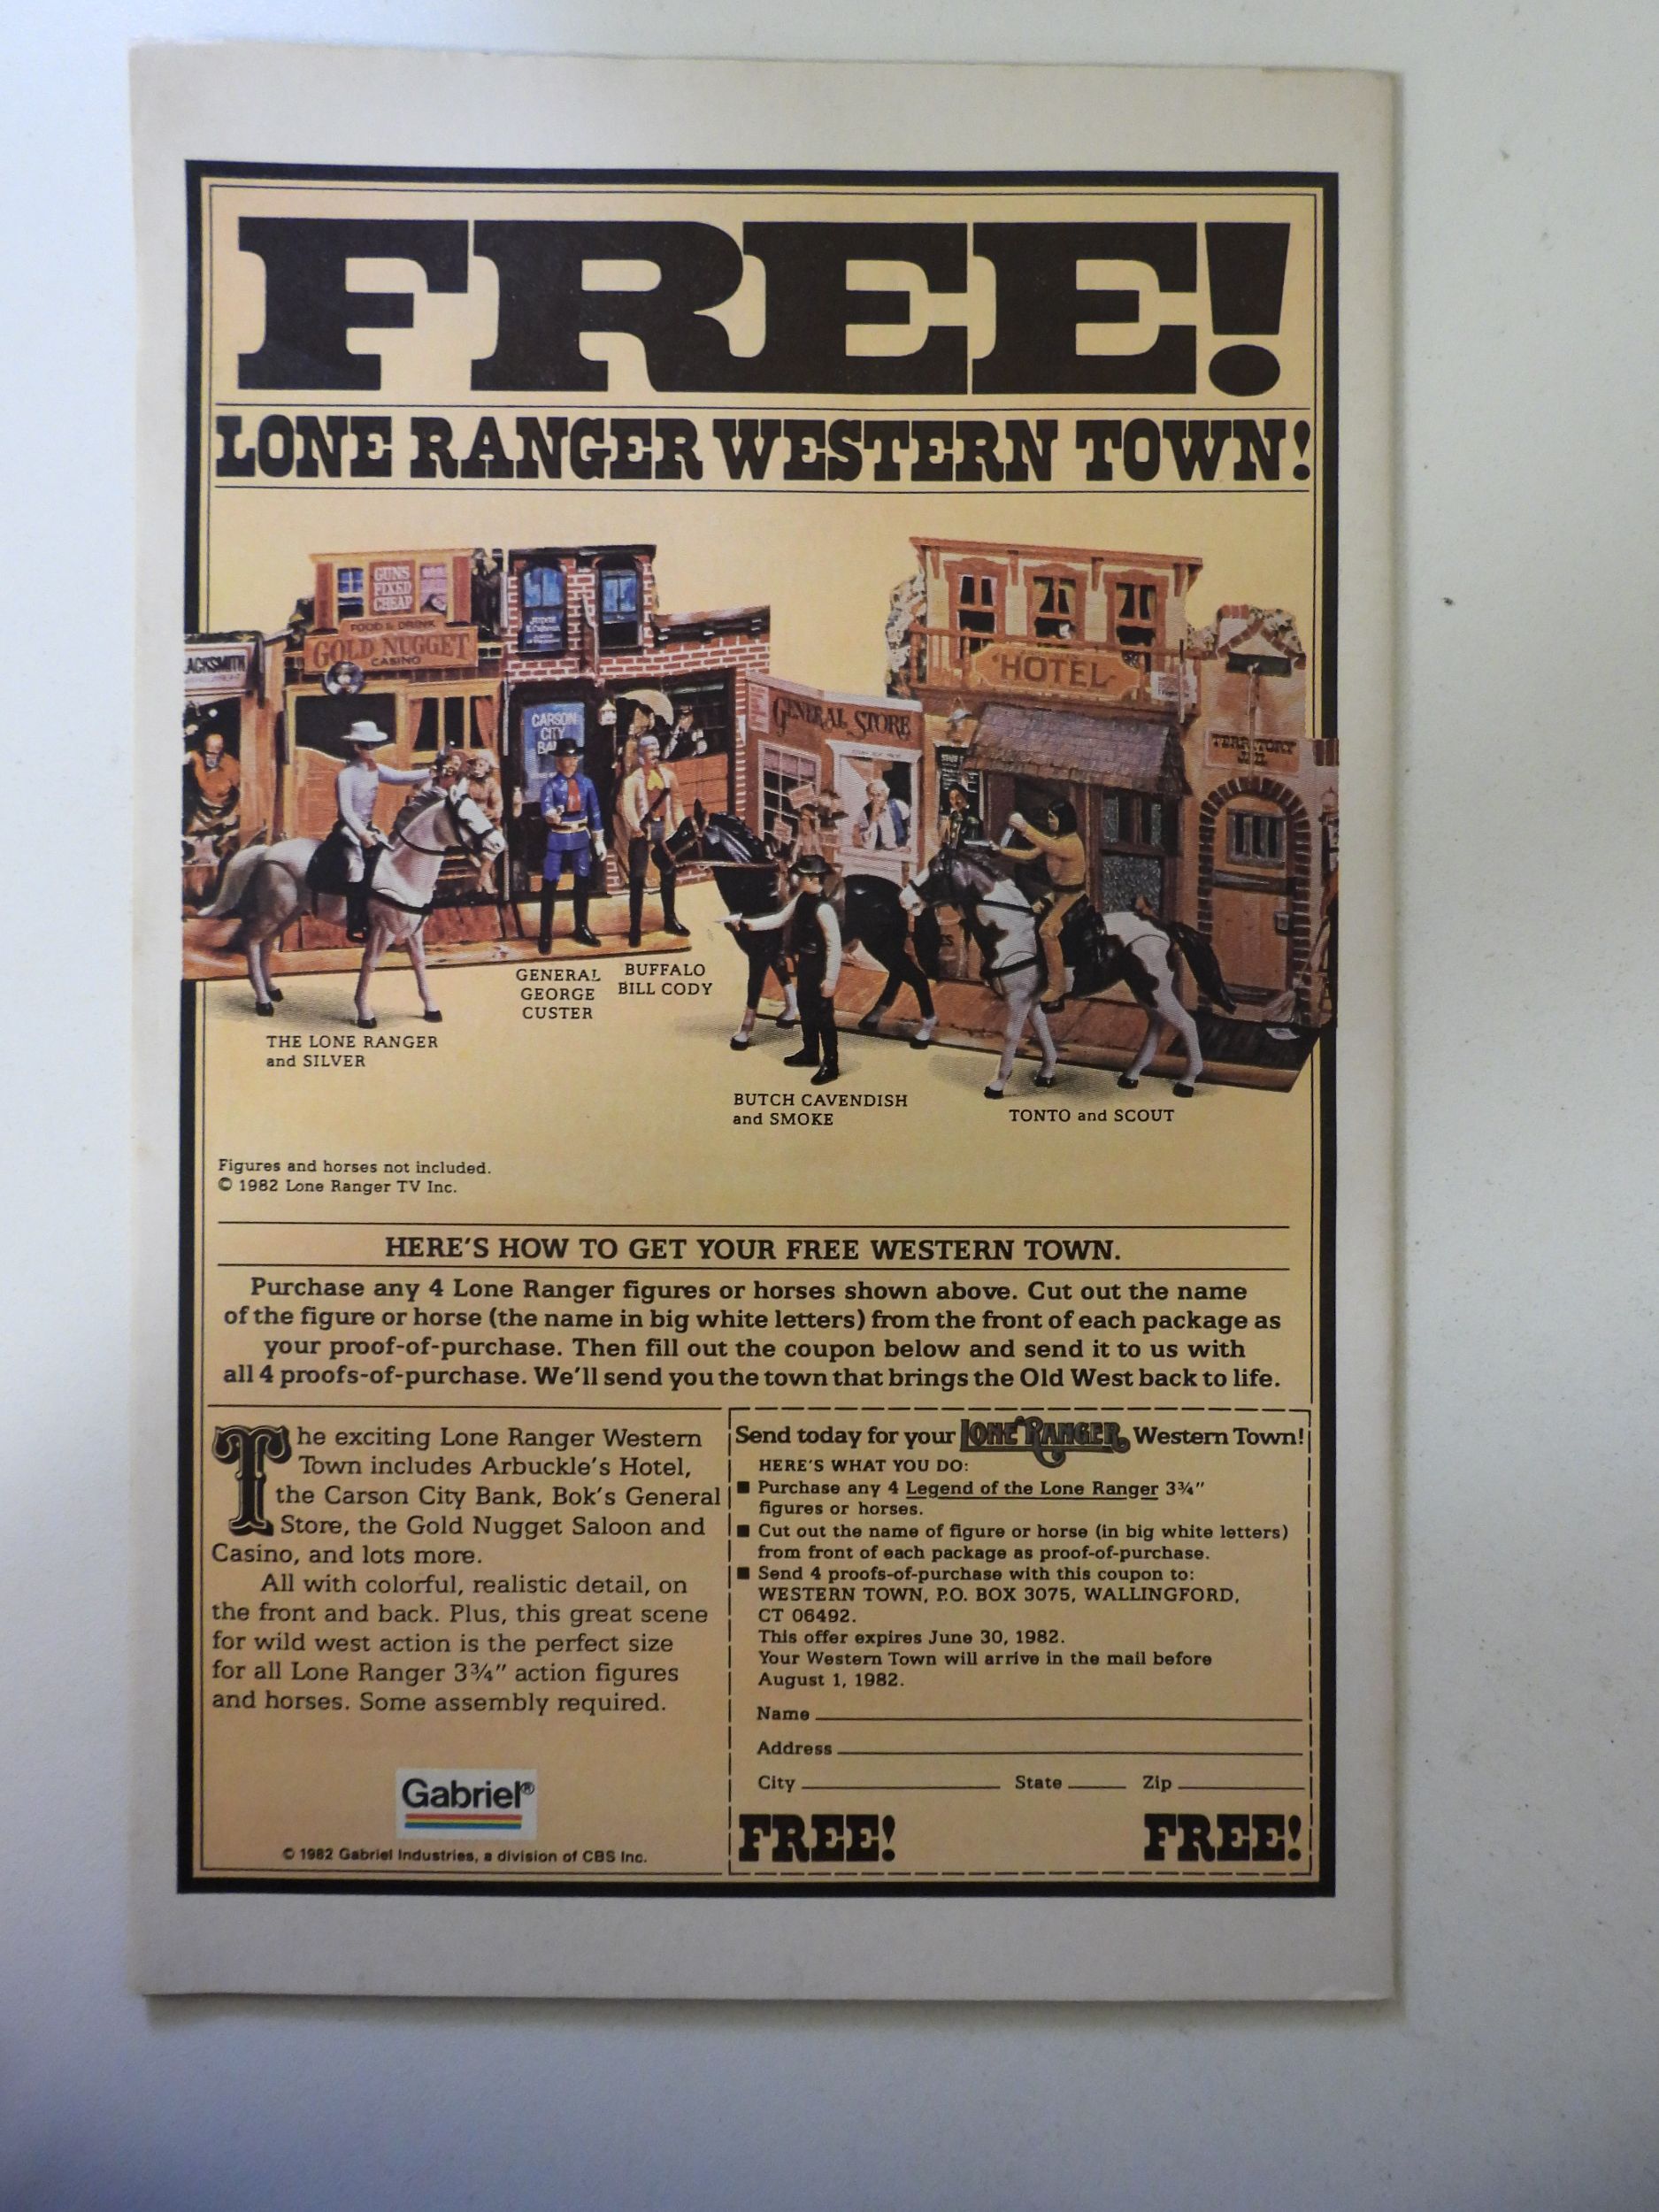 FREE!
LONE RANGER WESTERN TOWN!
GUNS
FIXED
CHEAP
FOOD & DRINK
GOLD NUGGET
CASINO
ACKSMITH
CARSON
CITY
BA
GENERAL STORE
HOTEL
TERRITORY
JAIL
GENERAL
GEORGE
CUSTER
BUFFALO
BILL CODY
THE LONE RANGER
and SILVER
BUTCH CAVENDISH
and SMOKE
TONTO and SCOUT
Figures and horses not included.
© 1982 Lone Ranger TV Inc.
HERE'S HOW TO GET YOUR FREE WESTERN TOWN.
Purchase any 4 Lone Ranger figures or horses shown above. Cut out the name
of the figure or horse (the name in big white letters) from the front of each package as
your proof-of-purchase. Then fill out the coupon below and send it to us with
all 4 proofs-of-purchase. We'll send you the town that brings the Old West back to life.
The exciting Lone Ranger Western
Town includes Arbuckle's Hotel,
the Carson City Bank, Bok's General
Store, the Gold Nugget Saloon and
Casino, and lots more.
All with colorful, realistic detail, on
the front and back. Plus, this great scene
for wild west action is the perfect size
for all Lone Ranger 3¾" action figures
and horses. Some assembly required.
Gabriel®
© 1982 Gabriel Industries, a division of CBS Inc.
Send today for your LONE RANGER Western Town!
HERE'S WHAT YOU DO:
■ Purchase any 4 Legend of the Lone Ranger 3¾"
figures or horses.
■ Cut out the name of figure or horse (in big white letters)
from front of each package as proof-of-purchase.
■ Send 4 proofs-of-purchase with this coupon to:
WESTERN TOWN, P.O. BOX 3075, WALLINGFORD,
CT 06492.
This offer expires June 30, 1982.
Your Western Town will arrive in the mail before
August 1, 1982.
Name
Address
City State Zip
FREE! FREE!